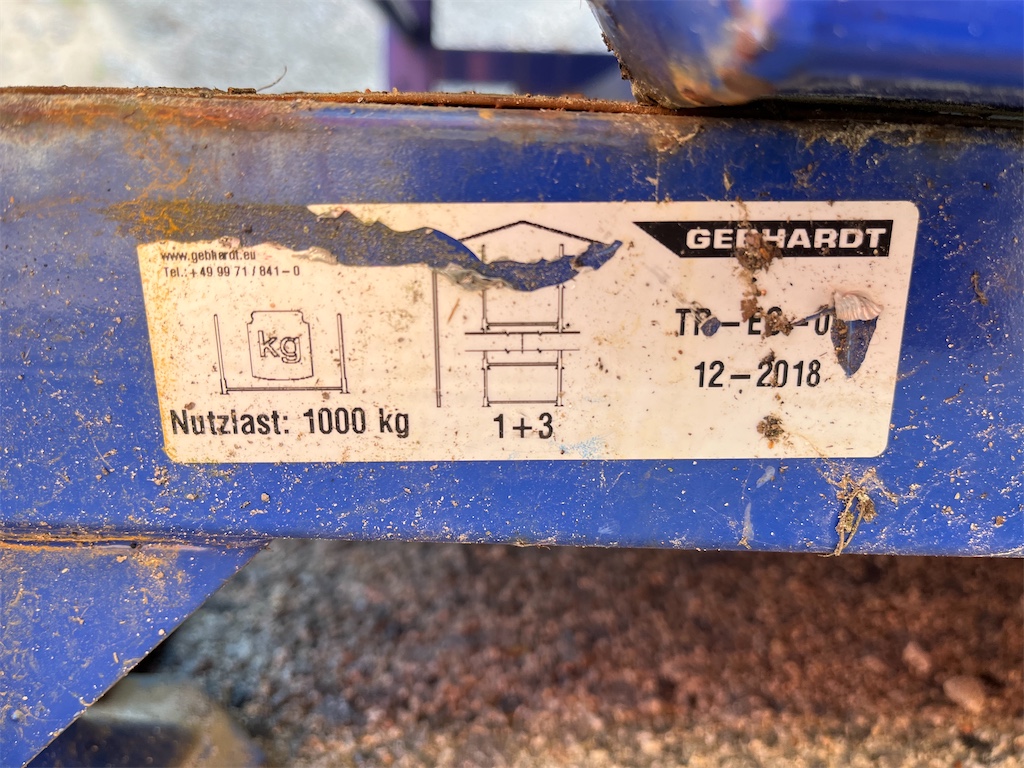 www.gebhardt.eu
Tel.: +49 99 71 / 841-0
kg
Nutzlast: 1000 kg
1+3
GEBHARDT
12-2018